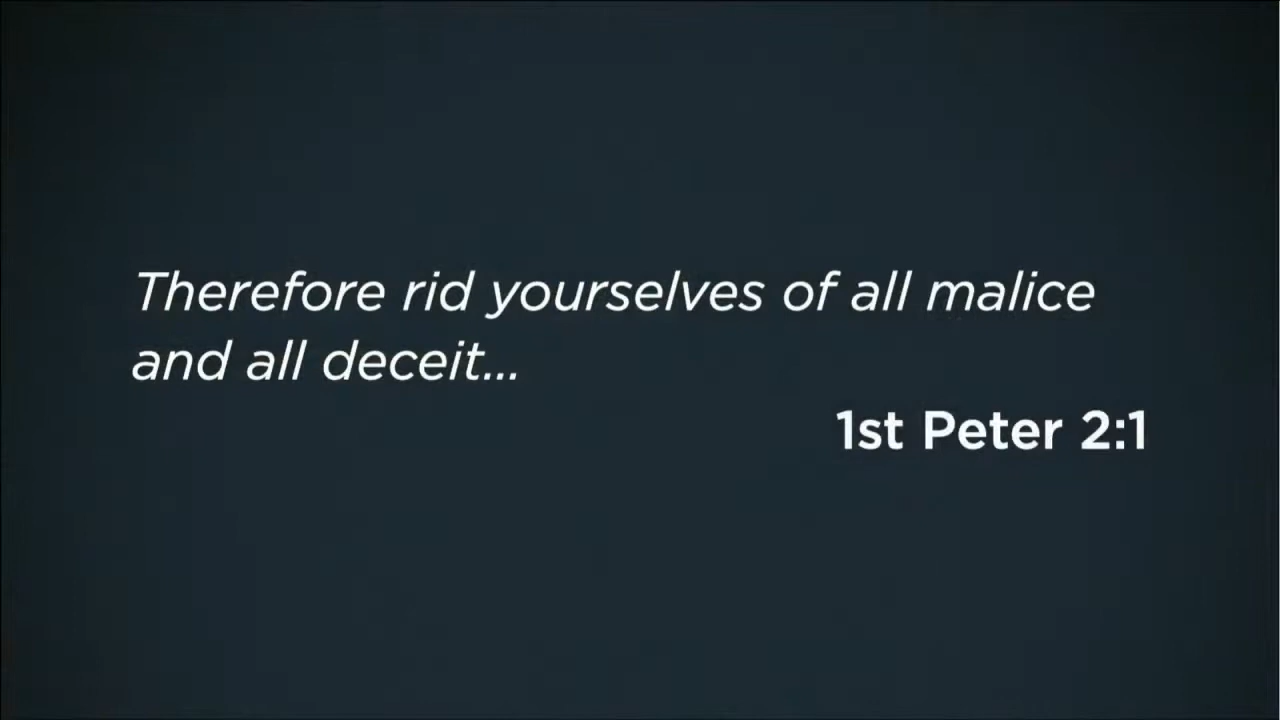 Therefore rid yourselves of all malice
and all deceit...
1st Peter 2:1